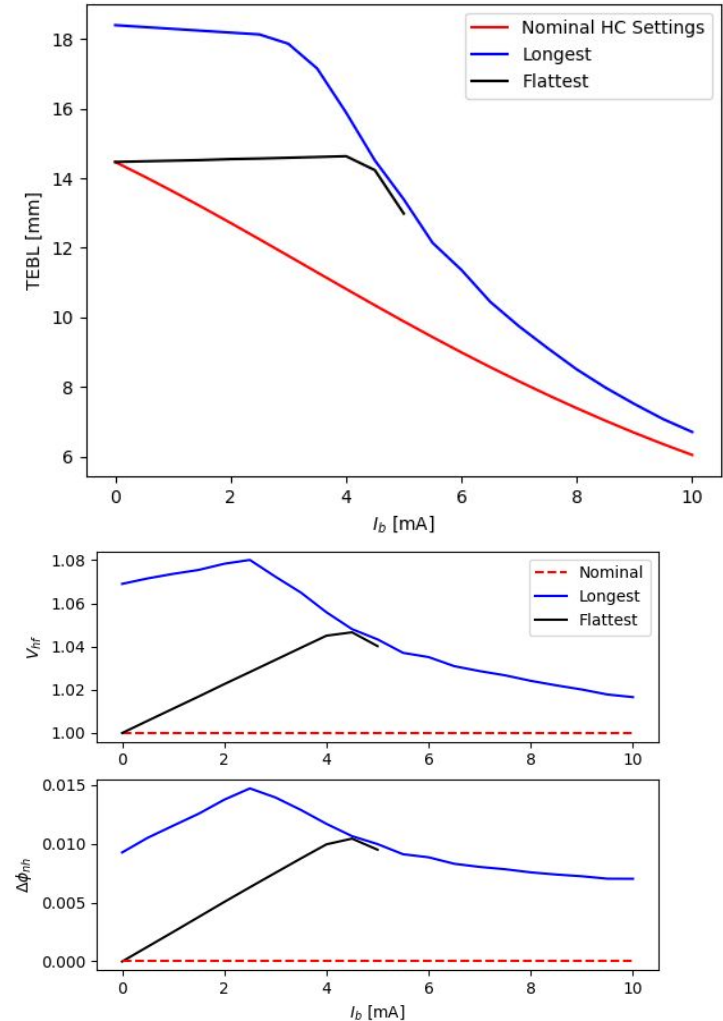 18
16
14
12
10
8
6
TEBL [mm]
Nominal HC Settings
Longest
Flattest
0 2 4 6 8 10
I_b [mA]
1.08
1.06
1.04
1.02
1.00
V_hf
Nominal
Longest
Flattest
0 2 4 6 8 10
0.015
0.010
0.005
0.000
Δϕ_nh
0 2 4 6 8 10
I_b [mA]